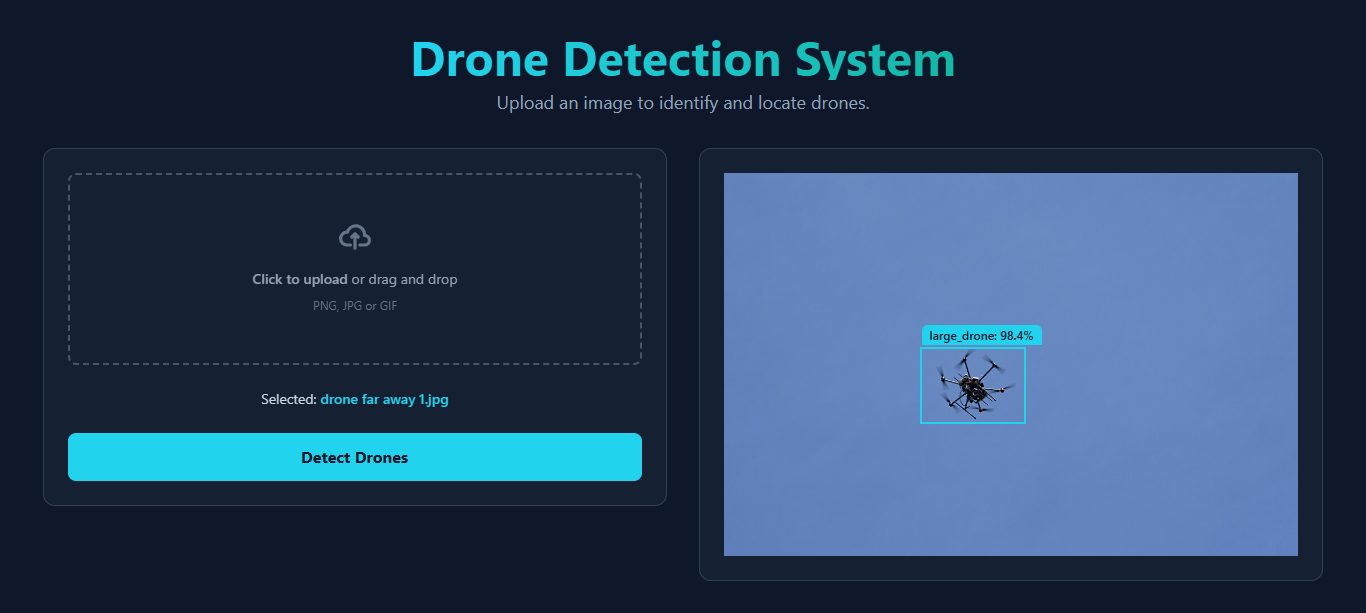 Drone Detection System
Upload an image to identify and locate drones.
Click to upload or drag and drop
PNG, JPG or GIF
Selected: drone far away 1.jpg
Detect Drones
large_drone: 98.4%